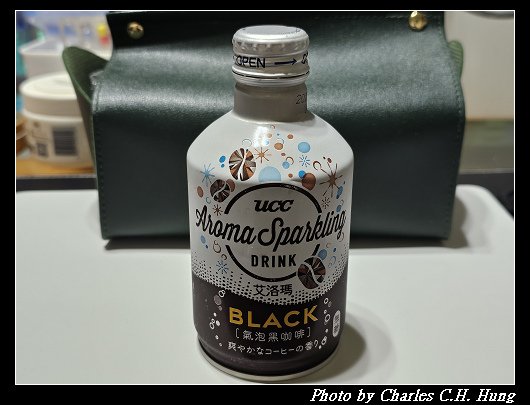 OPEN →
UCC
Aroma Sparkling
DRINK
艾洛瑪
BLACK
[氣泡黑咖啡]
爽やかなコーヒーの香り
Photo by Charles C.H. Hung